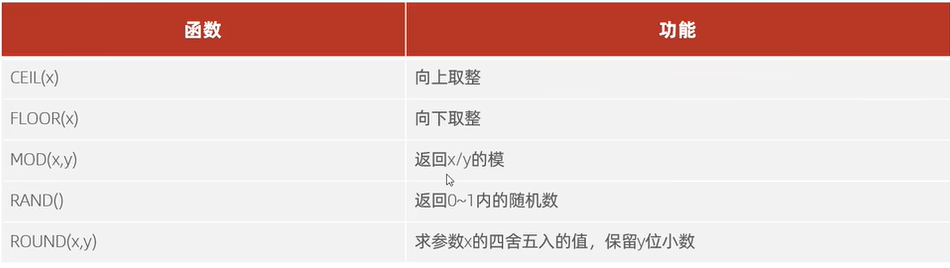 函数 功能
CEIL(x) 向上取整
FLOOR(x) 向下取整
MOD(x,y) 返回x/y的模
RAND() 返回0~1内的随机数
ROUND(x,y) 求参数x的四舍五入的值，保留y位小数